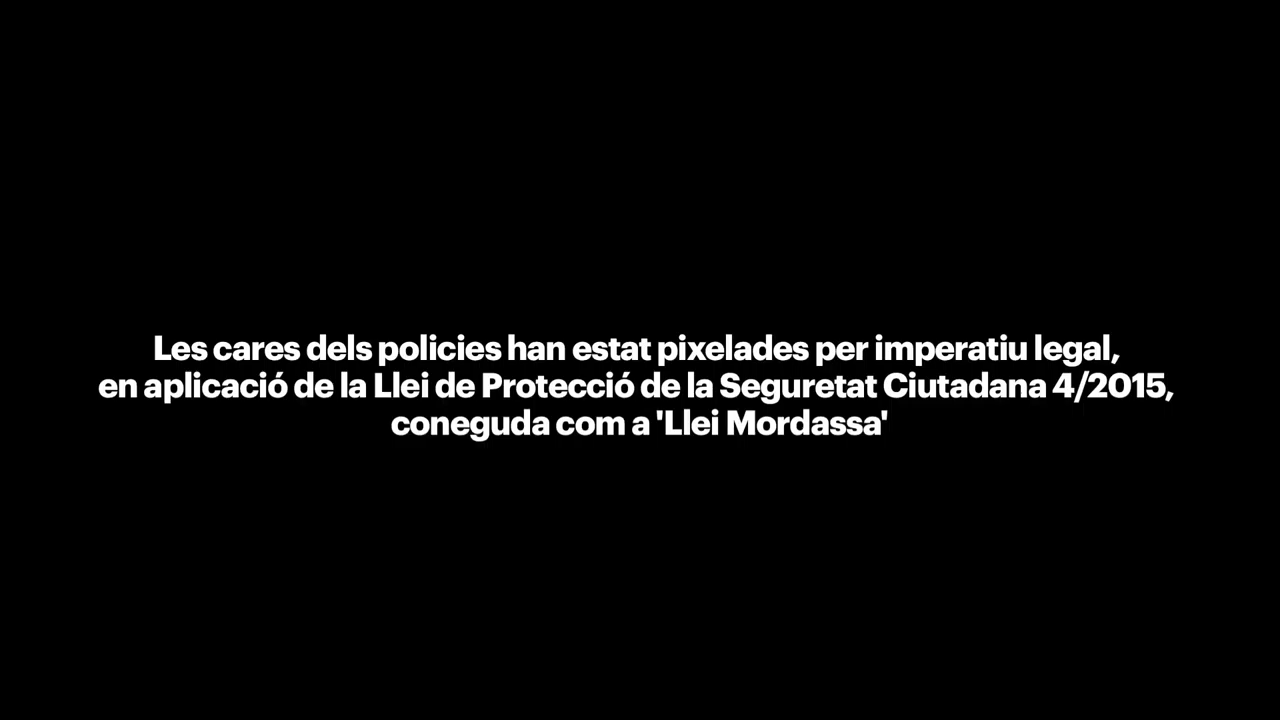 Les cares dels policies han estat pixelades per imperatiu legal,
en aplicació de la Llei de Protecció de la Seguretat Ciutadana 4/2015,
coneguda com a 'Llei Mordassa'